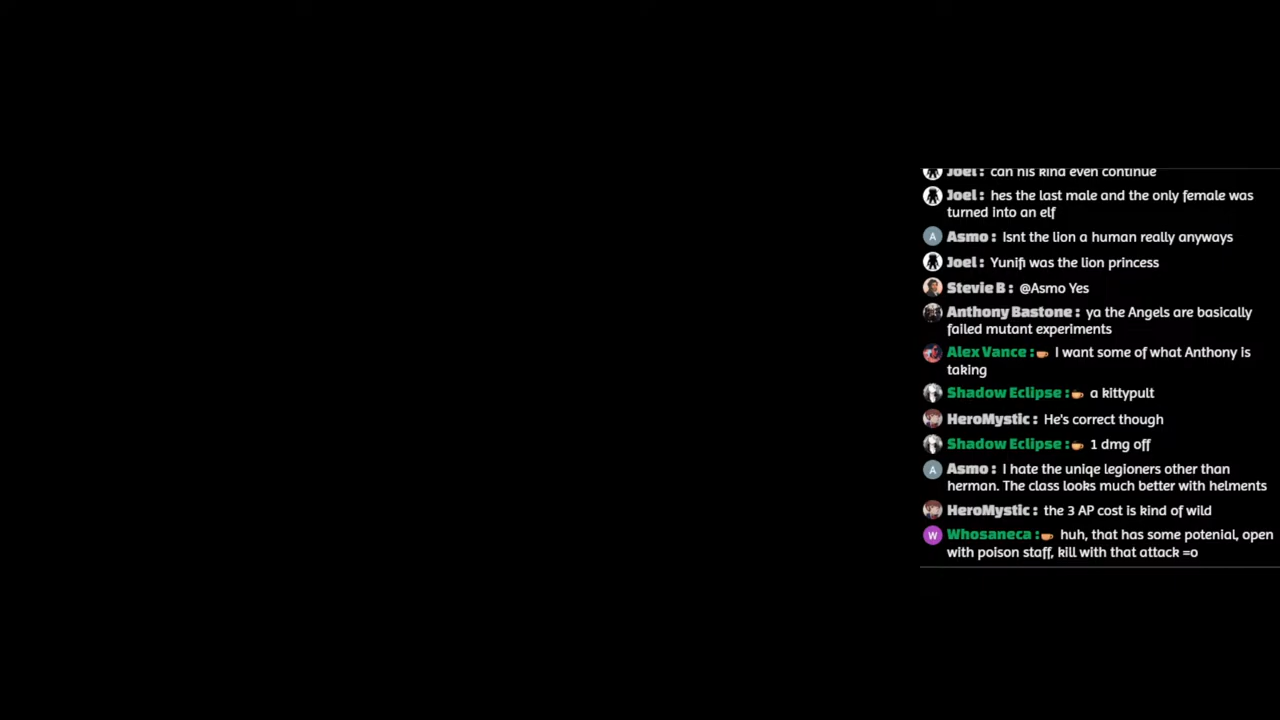 Joel : can his kind even continue
Joel : hes the last male and the only female was
turned into an elf
A Asmo : Isnt the lion a human really anyways
Joel : Yunifi was the lion princess
Stevie B : @Asmo Yes
Anthony Bastone : ya the Angels are basically
failed mutant experiments
Alex Vance : I want some of what Anthony is
taking
Shadow Eclipse : a kittypult
HeroMystic : He's correct though
Shadow Eclipse : 1 dmg off
A Asmo : I hate the uniqe legioners other than
herman. The class looks much better with helments
HeroMystic : the 3 AP cost is kind of wild
W Whosaneca : huh, that has some potenial, open
with poison staff, kill with that attack =o